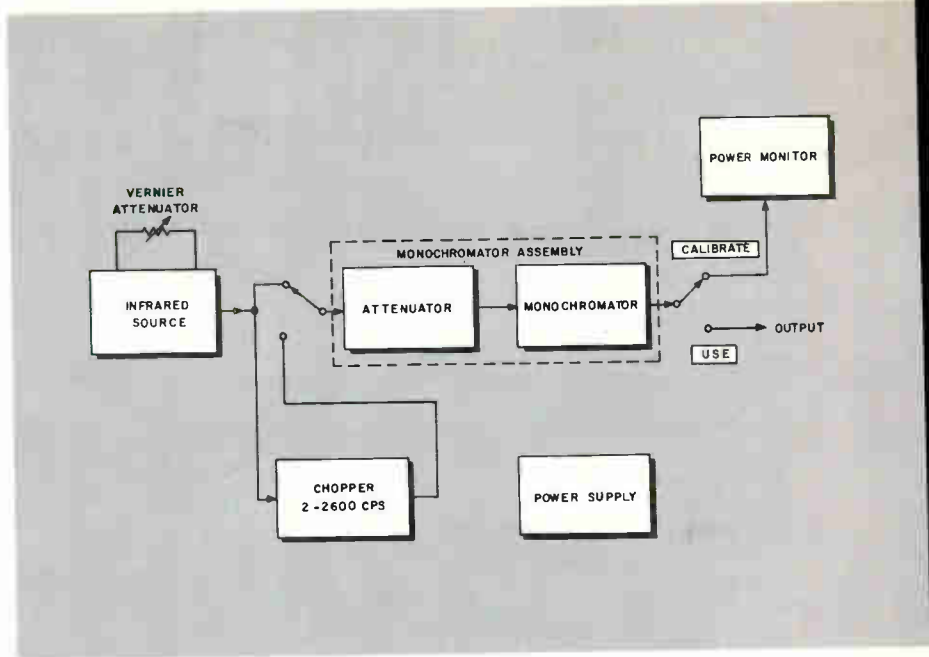 POWER MONITOR
VERNIER
ATTENUATOR
CALIBRATE
MONOCHROMATOR ASSEMBLY
INFRARED
SOURCE
ATTENUATOR
MONOCHROMATOR
OUTPUT
USE
CHOPPER
2-2600 CPS
POWER SUPPLY